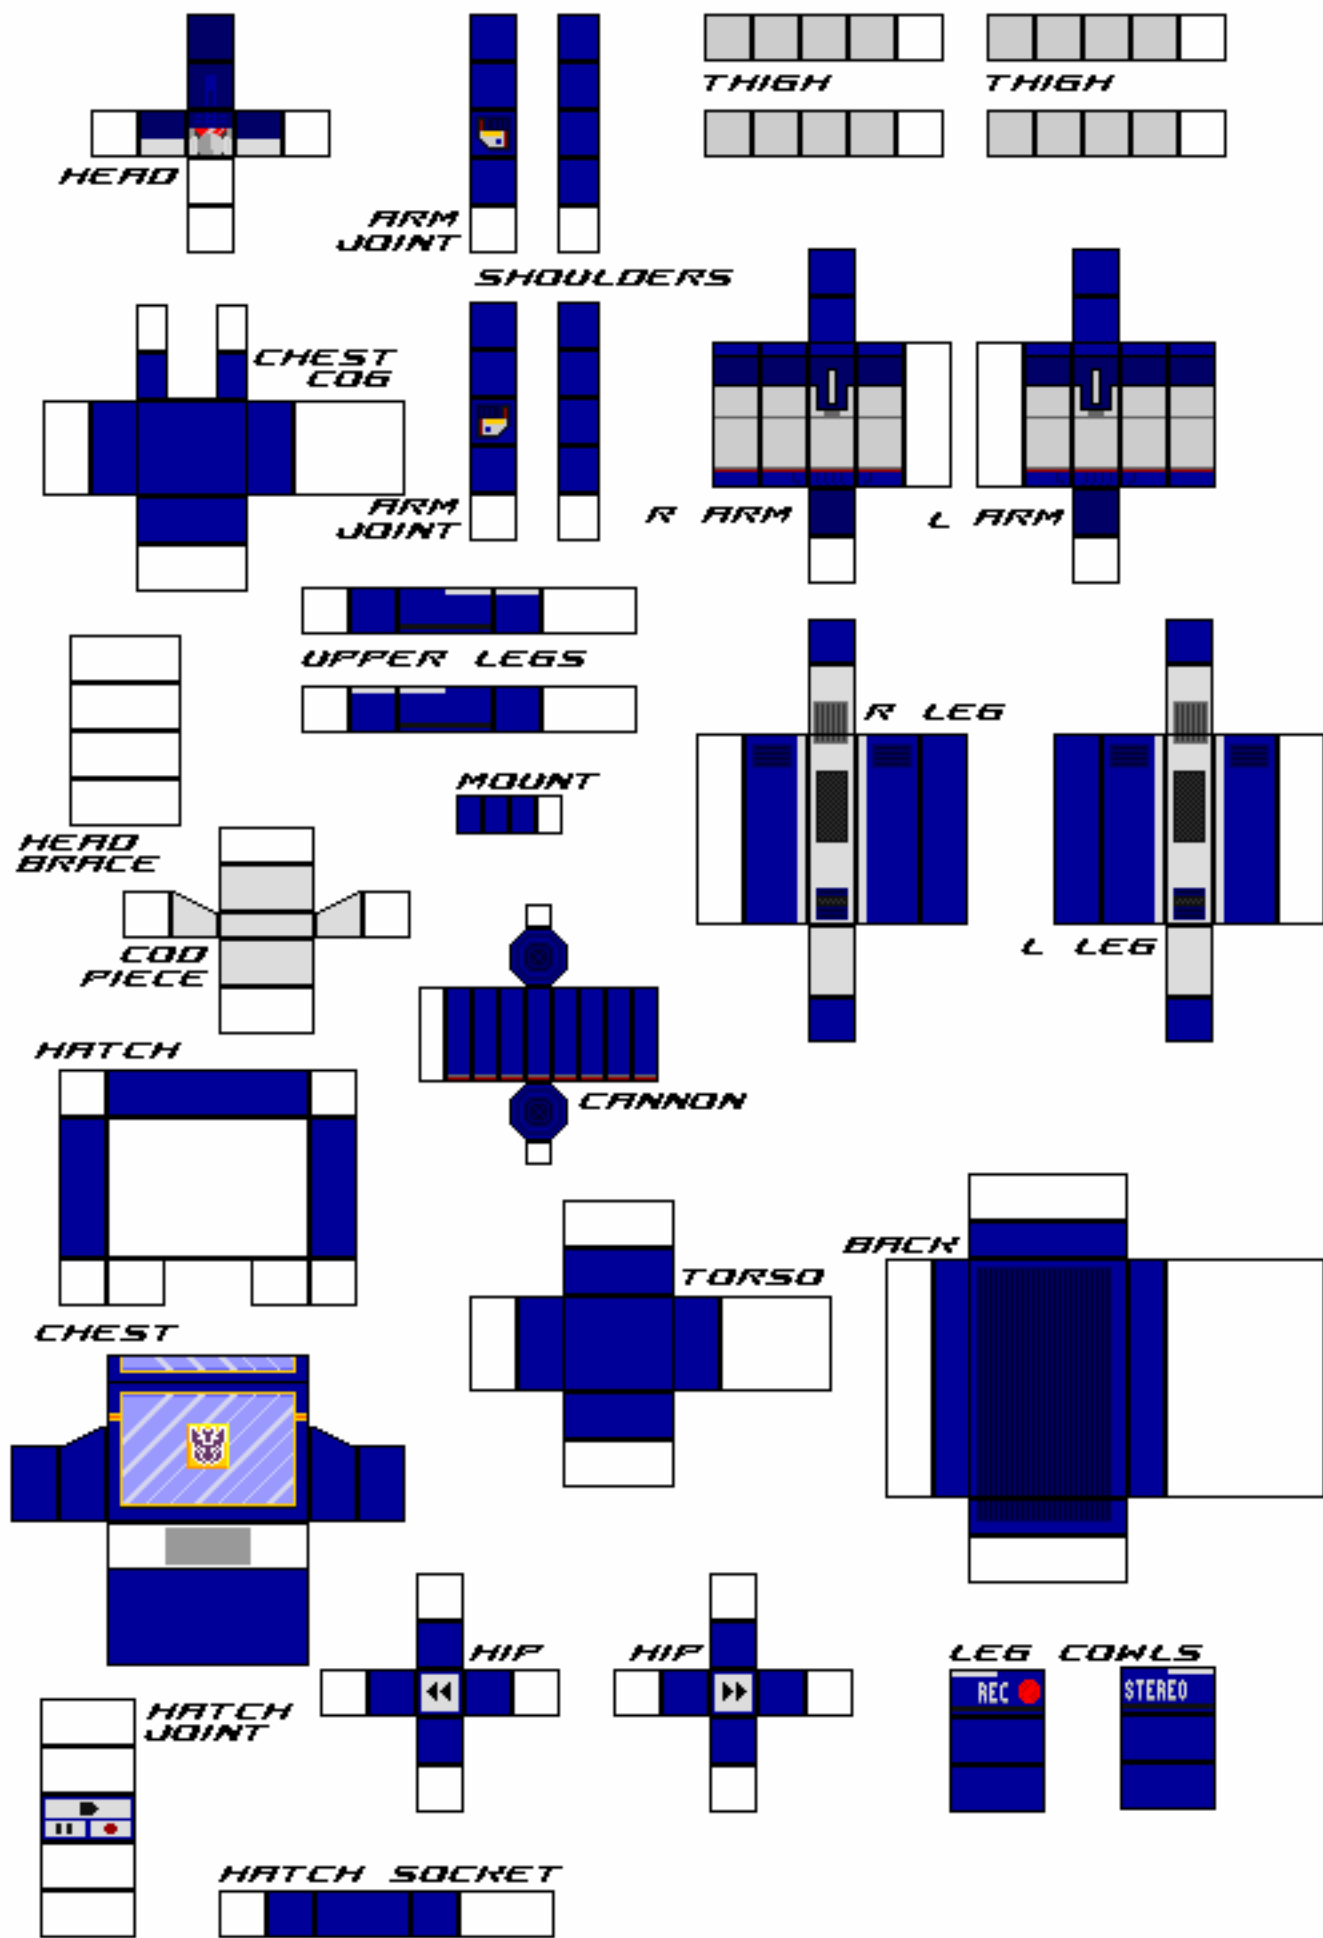 THIGH
THIGH
HEAD
ARM
JOINT
SHOULDERS
CHEST
COG
ARM
JOINT
R ARM
L ARM
UPPER LEGS
R LEG
MOUNT
HEAD
BRACE
COD
PIECE
L LEG
HATCH
CANNON
BACK
TORSO
CHEST
HIP
HIP
LEG COWLS
REC
STEREO
HATCH
JOINT
HATCH SOCKET